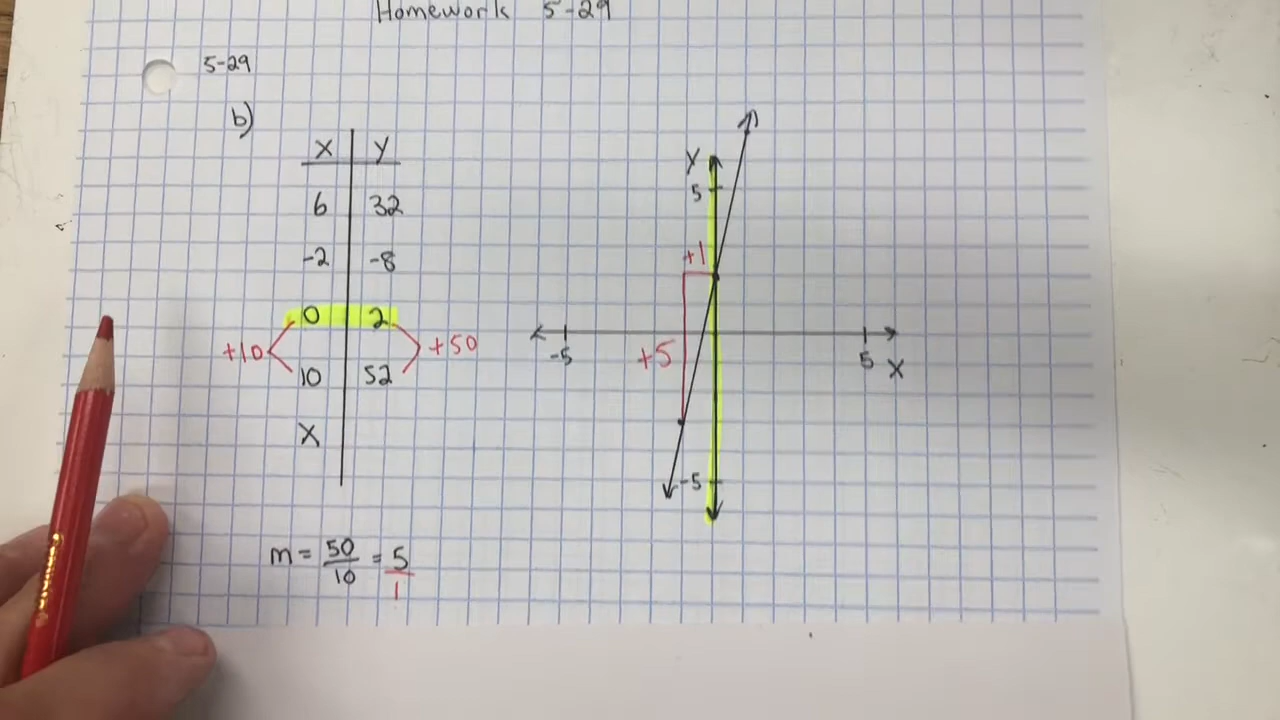 Homework 5-29
5-29
b)
X Y
6 32
-2 -8
0 2
+10 +50
10 52
X
m = 50/10 = 5/1
Y
5
+1
+5
-5
5
X
-5